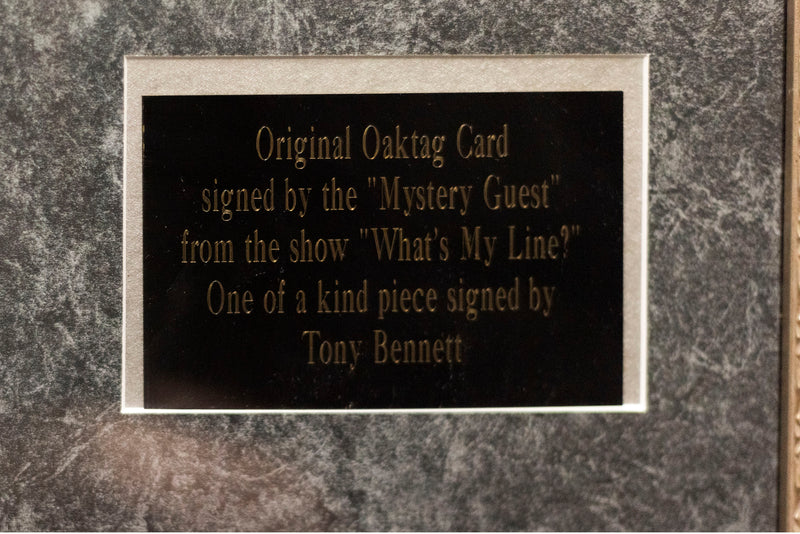 Original Oaktag Card
signed by the "Mystery Guest"
from the show "What's My Line?"
One of a kind piece signed by
Tony Bennett